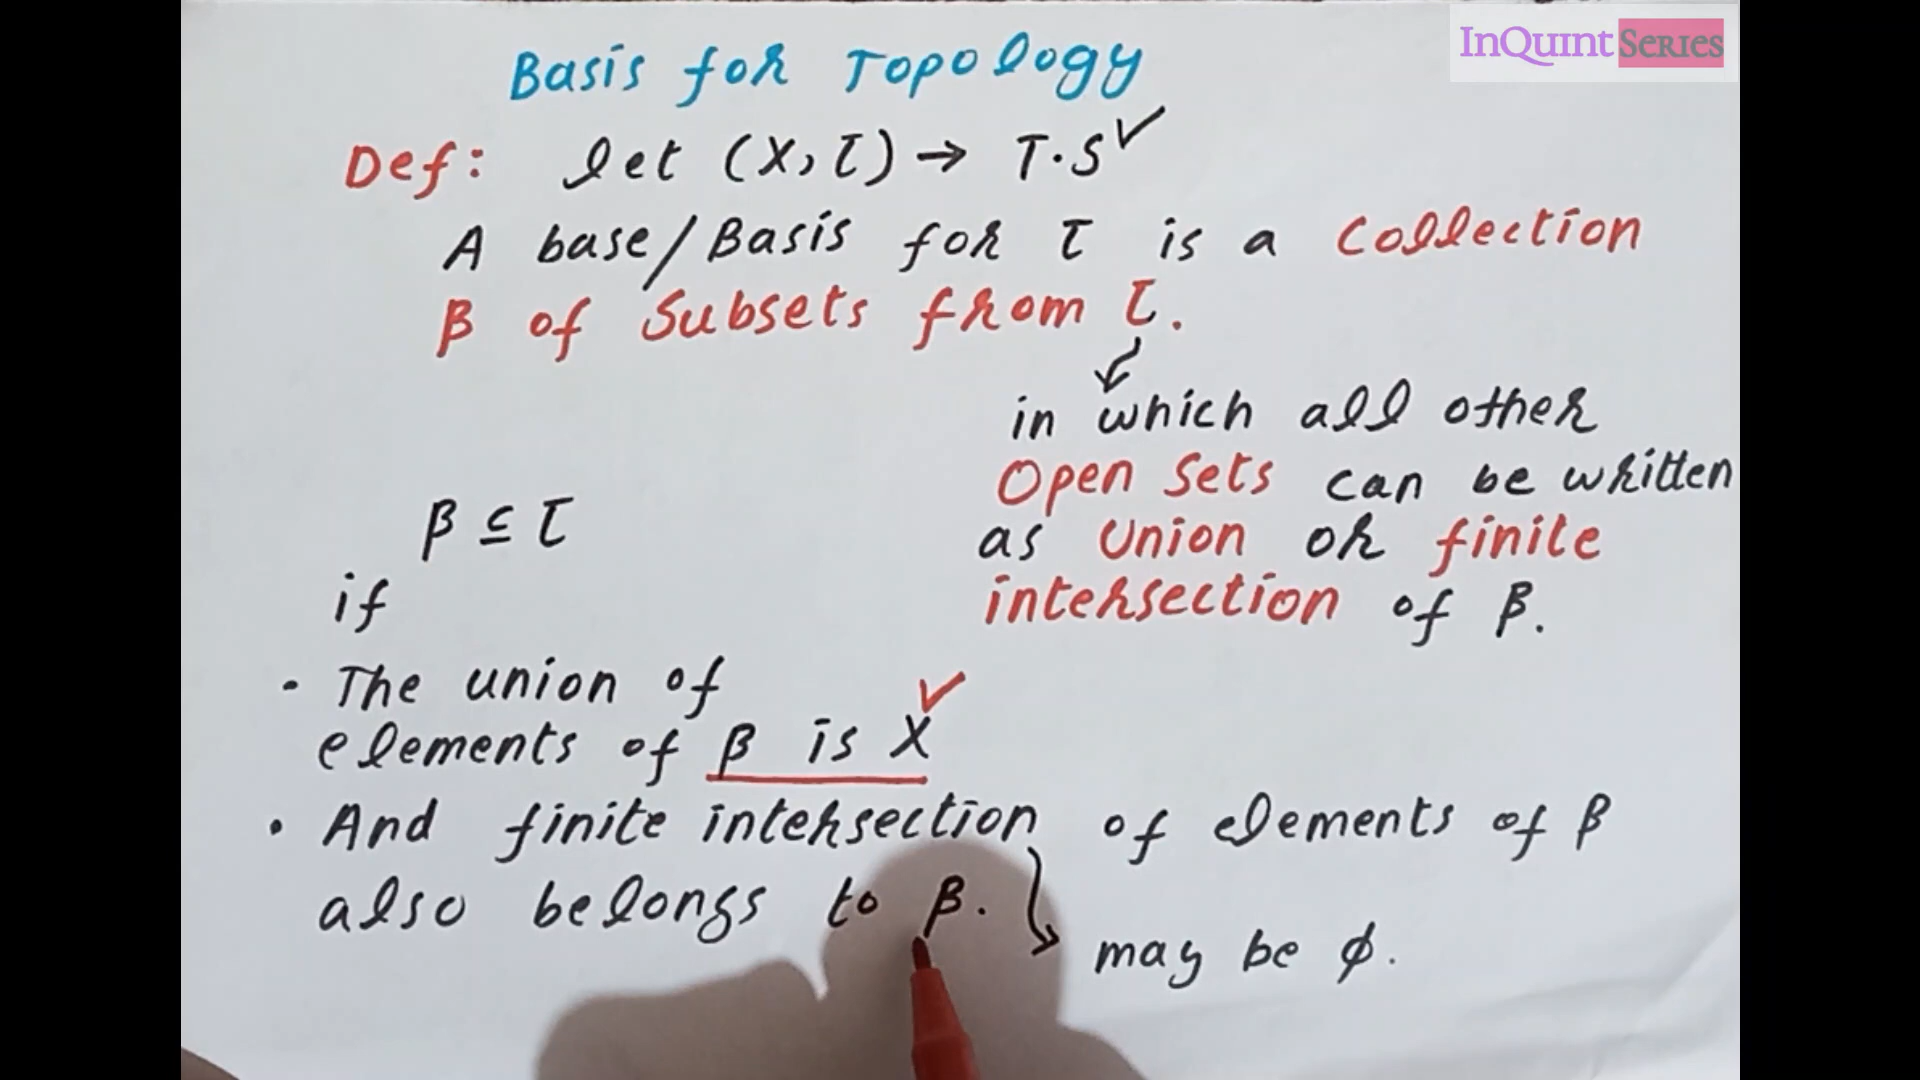 InQuint Series
Basis for Topology
Def: let (X, τ) → T.S ✓
A base/Basis for τ is a Collection
β of Subsets from τ.
in which all other
Open Sets can be written
as Union or finite
intersection of β.
β ⊆ τ
if
• The union of
elements of β is X ✓
• And finite intersection of elements of β
also belongs to β.
may be ϕ.